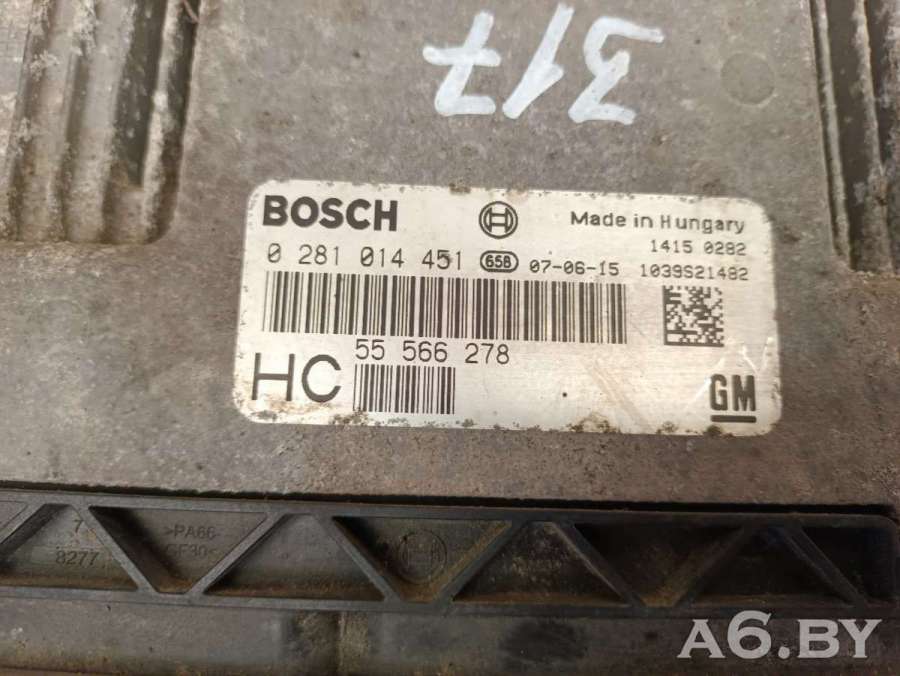 317
BOSCH
Made in Hungary
1415 0282
0 281 014 451 658 07-06-15 1039S21482
55 566 278
HC
GM
7
>PA66
GF30<
8277
A6.BY